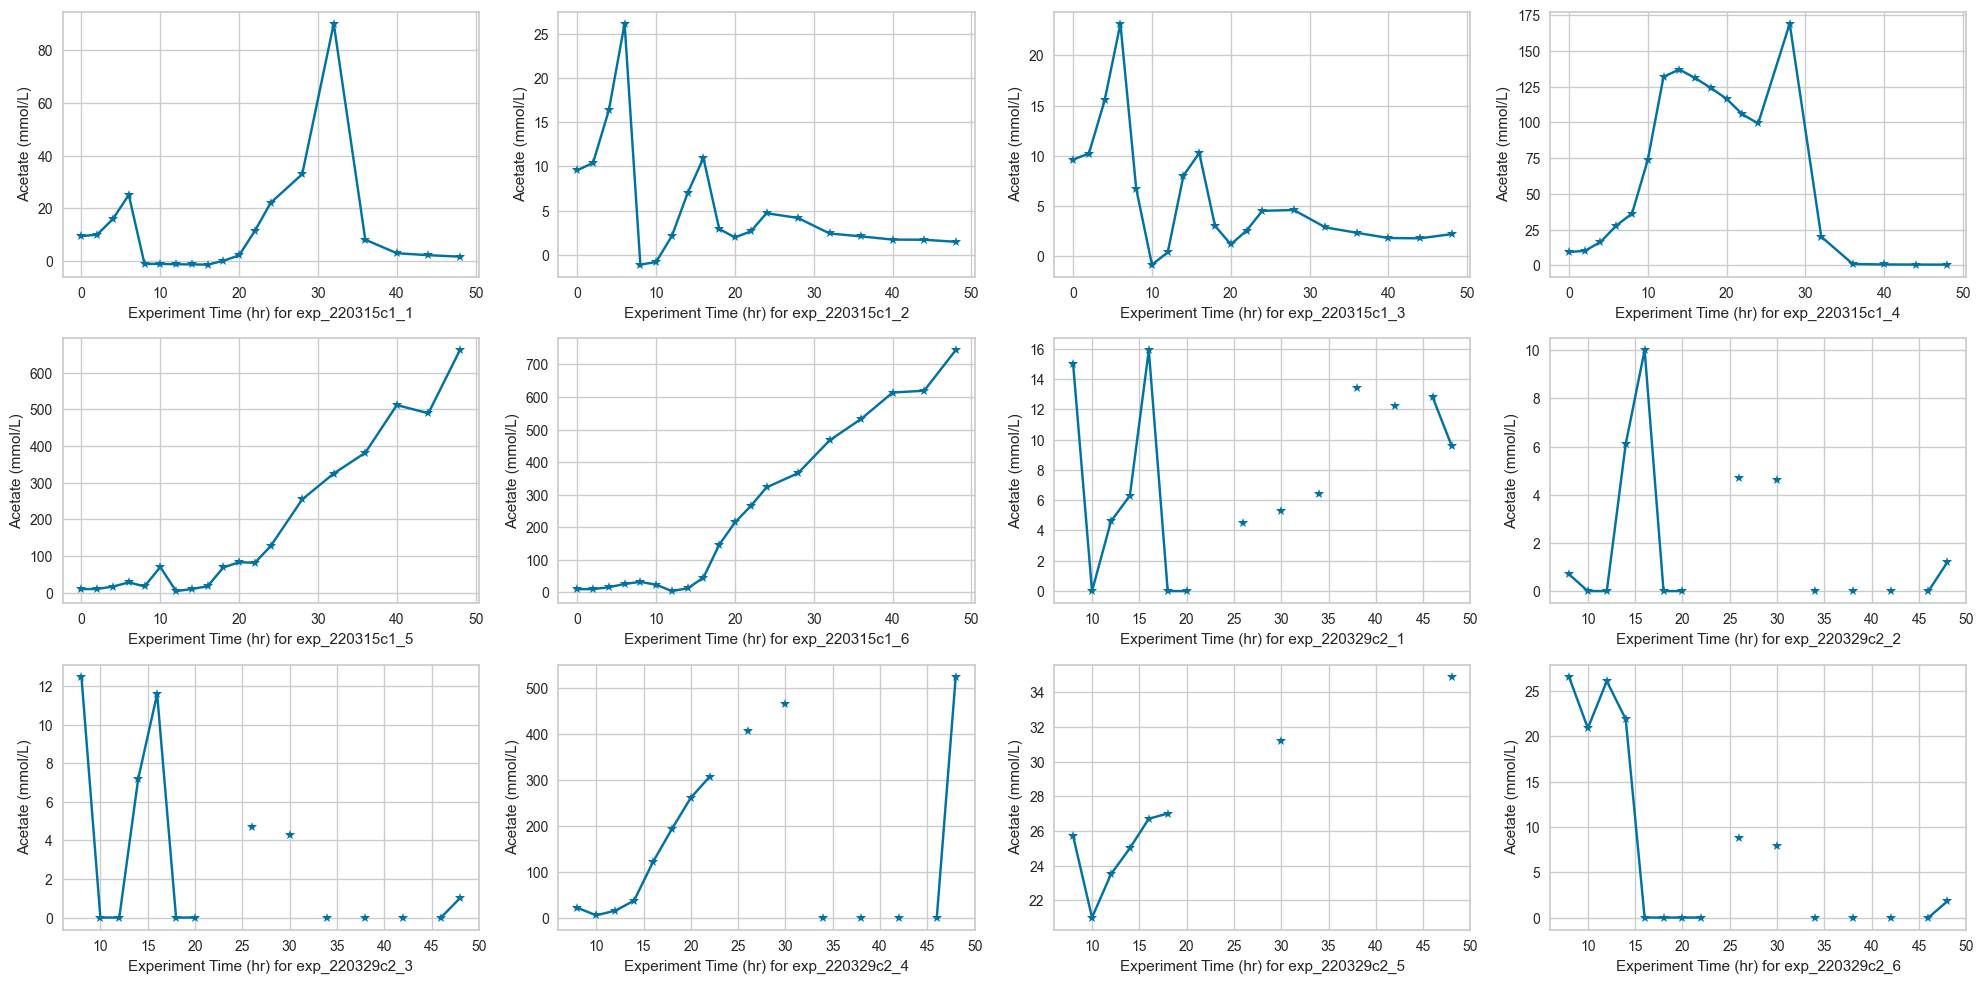 80
60
40
20
0
Acetate (mmol/L)
0 10 20 30 40 50
Experiment Time (hr) for exp_220315c1_1
25
20
15
10
5
0
Acetate (mmol/L)
0 10 20 30 40 50
Experiment Time (hr) for exp_220315c1_2
20
15
10
5
0
Acetate (mmol/L)
0 10 20 30 40 50
Experiment Time (hr) for exp_220315c1_3
175
150
125
100
75
50
25
0
Acetate (mmol/L)
0 10 20 30 40 50
Experiment Time (hr) for exp_220315c1_4
600
500
400
300
200
100
0
Acetate (mmol/L)
0 10 20 30 40 50
Experiment Time (hr) for exp_220315c1_5
700
600
500
400
300
200
100
0
Acetate (mmol/L)
0 10 20 30 40 50
Experiment Time (hr) for exp_220315c1_6
16
14
12
10
8
6
4
2
0
Acetate (mmol/L)
10 15 20 25 30 35 40 45 50
Experiment Time (hr) for exp_220329c2_1
10
8
6
4
2
0
Acetate (mmol/L)
10 15 20 25 30 35 40 45 50
Experiment Time (hr) for exp_220329c2_2
12
10
8
6
4
2
0
Acetate (mmol/L)
10 15 20 25 30 35 40 45 50
Experiment Time (hr) for exp_220329c2_3
500
400
300
200
100
0
Acetate (mmol/L)
10 15 20 25 30 35 40 45 50
Experiment Time (hr) for exp_220329c2_4
34
32
30
28
26
24
22
Acetate (mmol/L)
10 15 20 25 30 35 40 45 50
Experiment Time (hr) for exp_220329c2_5
25
20
15
10
5
0
Acetate (mmol/L)
10 15 20 25 30 35 40 45 50
Experiment Time (hr) for exp_220329c2_6